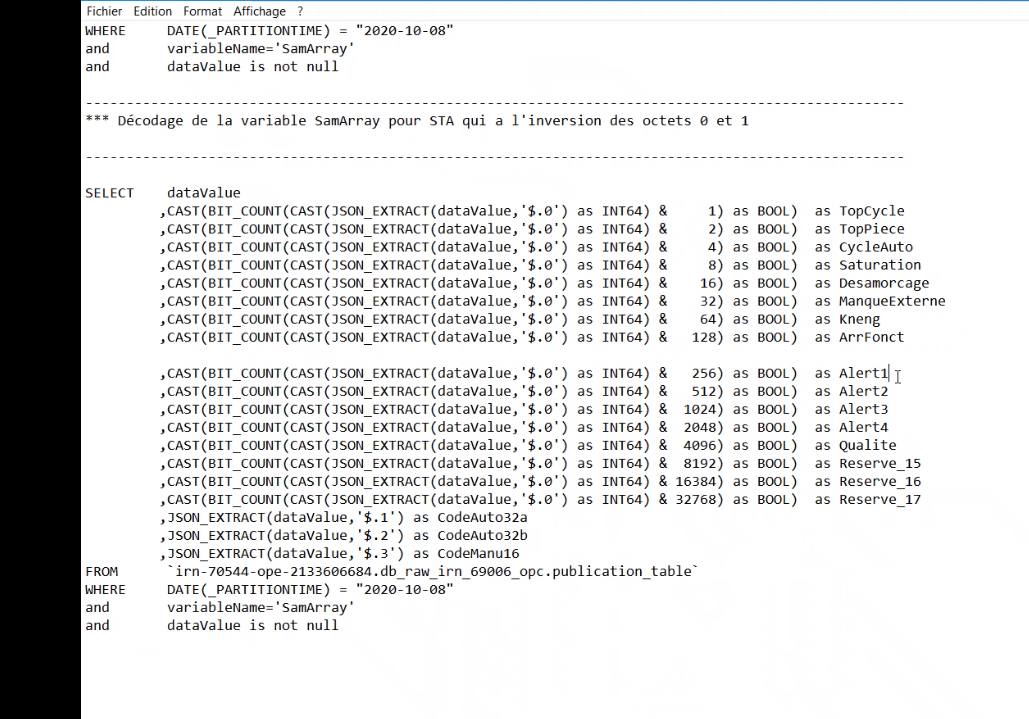 Fichier Edition Format Affichage ?
WHERE DATE(_PARTITIONTIME) = "2020-10-08"
and variableName='SamArray'
and dataValue is not null
----------------------------------------------------------------------------------------------------
*** Décodage de la variable SamArray pour STA qui a l'inversion des octets 0 et 1
----------------------------------------------------------------------------------------------------
SELECT dataValue
,CAST(BIT_COUNT(CAST(JSON_EXTRACT(dataValue,'$.0') as INT64) & 1) as BOOL) as TopCycle
,CAST(BIT_COUNT(CAST(JSON_EXTRACT(dataValue,'$.0') as INT64) & 2) as BOOL) as TopPiece
,CAST(BIT_COUNT(CAST(JSON_EXTRACT(dataValue,'$.0') as INT64) & 4) as BOOL) as CycleAuto
,CAST(BIT_COUNT(CAST(JSON_EXTRACT(dataValue,'$.0') as INT64) & 8) as BOOL) as Saturation
,CAST(BIT_COUNT(CAST(JSON_EXTRACT(dataValue,'$.0') as INT64) & 16) as BOOL) as Desamorcage
,CAST(BIT_COUNT(CAST(JSON_EXTRACT(dataValue,'$.0') as INT64) & 32) as BOOL) as ManqueExterne
,CAST(BIT_COUNT(CAST(JSON_EXTRACT(dataValue,'$.0') as INT64) & 64) as BOOL) as Kneng
,CAST(BIT_COUNT(CAST(JSON_EXTRACT(dataValue,'$.0') as INT64) & 128) as BOOL) as ArrFonct
,CAST(BIT_COUNT(CAST(JSON_EXTRACT(dataValue,'$.0') as INT64) & 256) as BOOL) as Alert1
,CAST(BIT_COUNT(CAST(JSON_EXTRACT(dataValue,'$.0') as INT64) & 512) as BOOL) as Alert2
,CAST(BIT_COUNT(CAST(JSON_EXTRACT(dataValue,'$.0') as INT64) & 1024) as BOOL) as Alert3
,CAST(BIT_COUNT(CAST(JSON_EXTRACT(dataValue,'$.0') as INT64) & 2048) as BOOL) as Alert4
,CAST(BIT_COUNT(CAST(JSON_EXTRACT(dataValue,'$.0') as INT64) & 4096) as BOOL) as Qualite
,CAST(BIT_COUNT(CAST(JSON_EXTRACT(dataValue,'$.0') as INT64) & 8192) as BOOL) as Reserve_15
,CAST(BIT_COUNT(CAST(JSON_EXTRACT(dataValue,'$.0') as INT64) & 16384) as BOOL) as Reserve_16
,CAST(BIT_COUNT(CAST(JSON_EXTRACT(dataValue,'$.0') as INT64) & 32768) as BOOL) as Reserve_17
,JSON_EXTRACT(dataValue,'$.1') as CodeAuto32a
,JSON_EXTRACT(dataValue,'$.2') as CodeAuto32b
,JSON_EXTRACT(dataValue,'$.3') as CodeManu16
FROM `irn-70544-ope-2133606684.db_raw_irn_69006_opc.publication_table`
WHERE DATE(_PARTITIONTIME) = "2020-10-08"
and variableName='SamArray'
and dataValue is not null